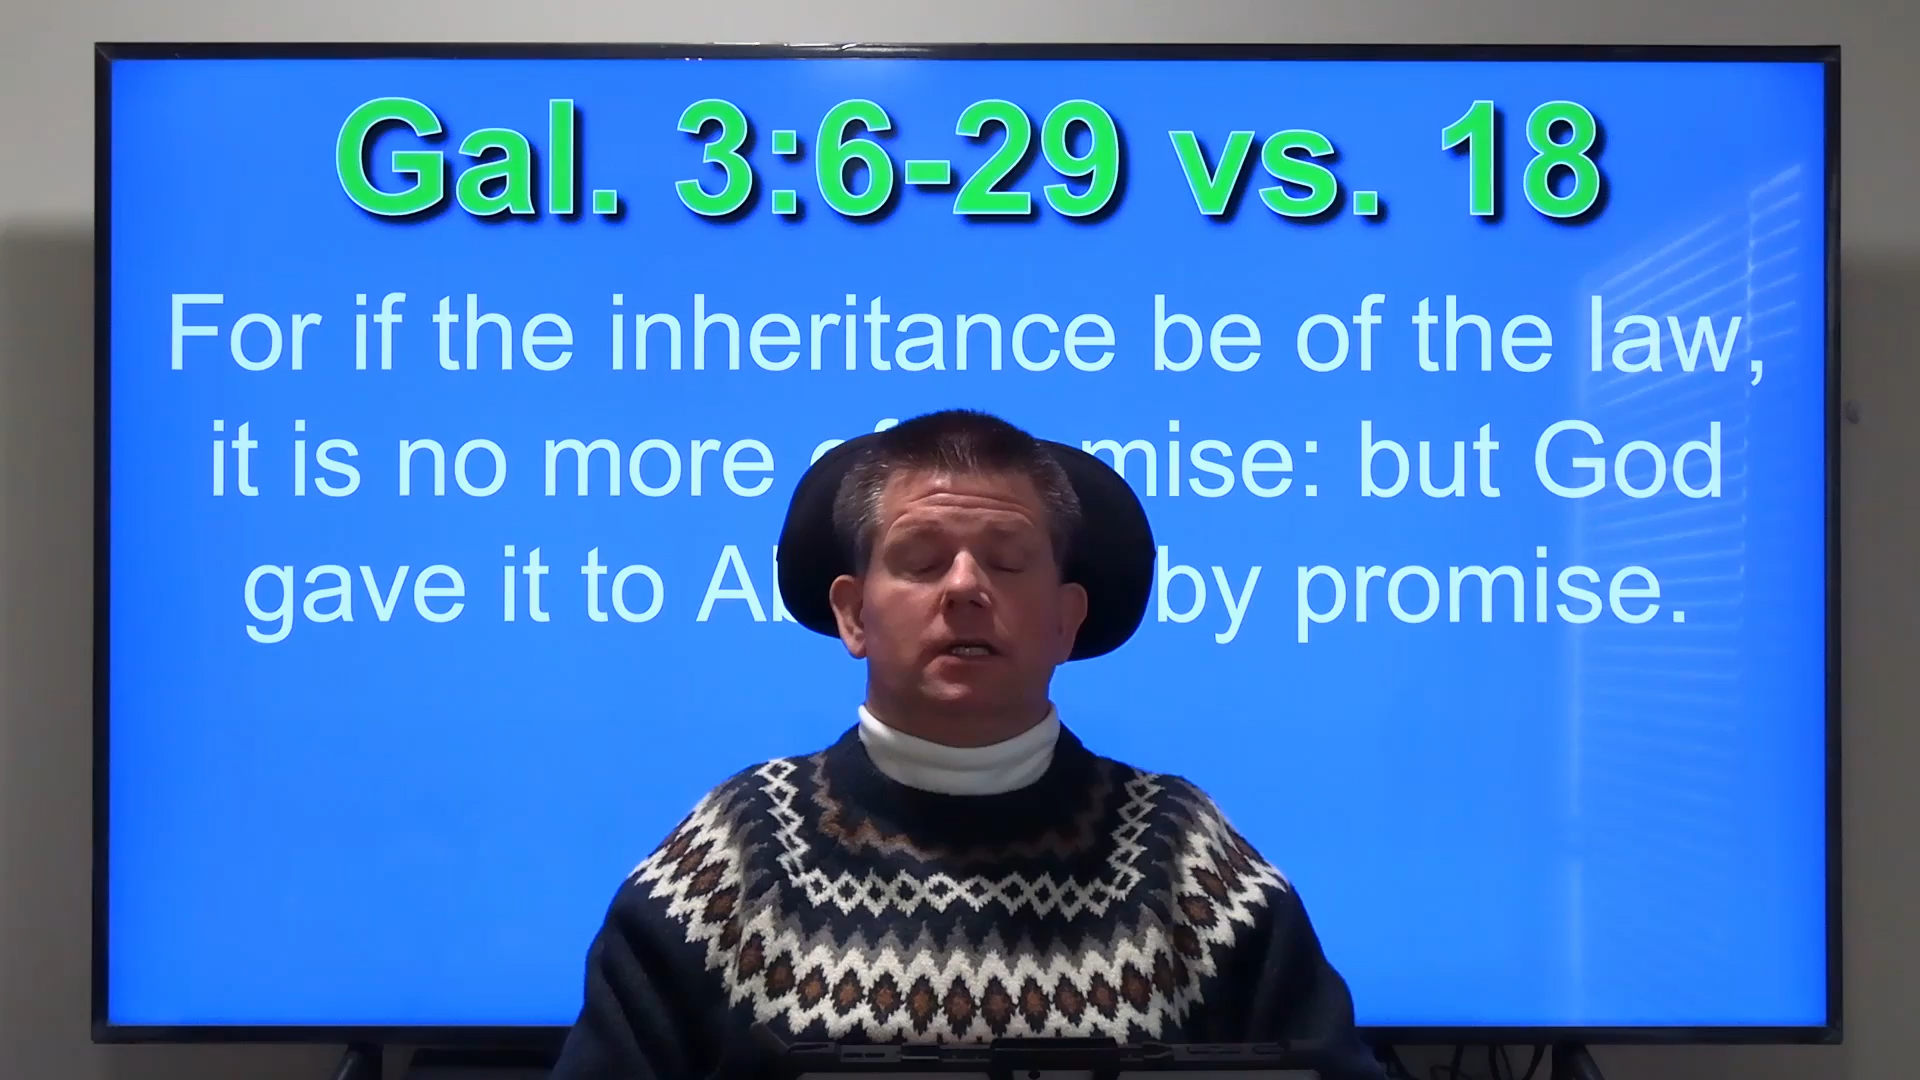 Gal. 3:6-29 vs. 18
For if the inheritance be of the law,
it is no more : but God
gave it to by promise.